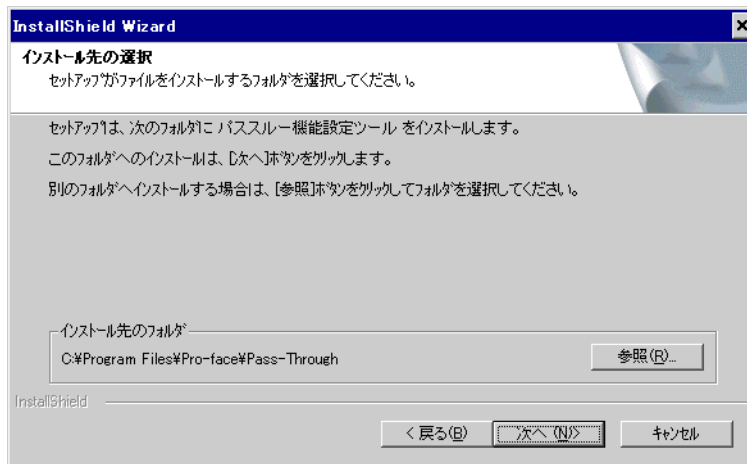 InstallShield Wizard
インストール先の選択
セットアップがファイルをインストールするフォルダを選択してください。
セットアップは、次のフォルダに パススルー機能設定ツール をインストールします。
このフォルダへのインストールは、[次へ]ボタンをクリックします。
別のフォルダへインストールする場合は、[参照]ボタンをクリックしてフォルダを選択してください。
インストール先のフォルダ
C:¥Program Files¥Pro-face¥Pass-Through
参照(R)...
InstallShield
< 戻る(B)
次へ (N)>
キャンセル